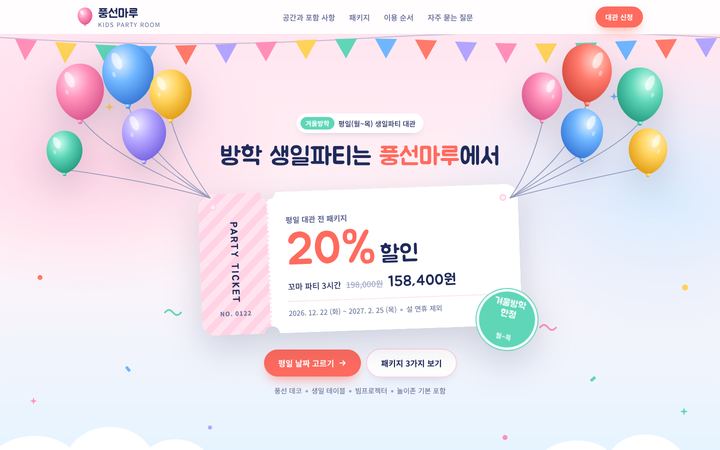 풍선마루
KIDS PARTY ROOM
공간과 포함 사항
패키지
이용 순서
자주 묻는 질문
대관 신청
겨울방학 평일(월~목) 생일파티 대관
방학 생일파티는 풍선마루에서
PARTY TICKET
NO. 0122
평일 대관 전 패키지
20% 할인
꼬마 파티 3시간 198,000원 158,400원
2026. 12. 22 (화) ~ 2027. 2. 25 (목) • 설 연휴 제외
겨울방학
한정
월~목
평일 날짜 고르기 →
패키지 3가지 보기
풍선 데코 • 생일 테이블 • 빔프로젝터 • 놀이존 기본 포함